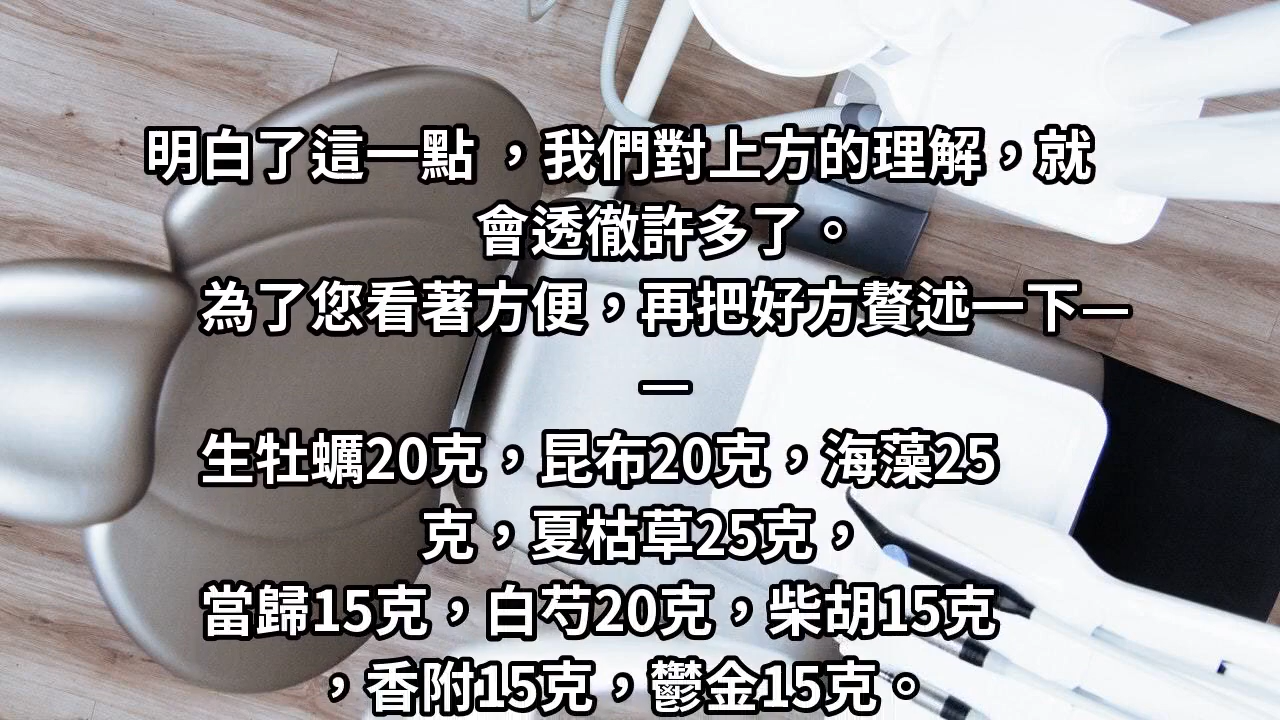 明白了這一點 ，我們對上方的理解，就
會透徹許多了。
為了您看著方便，再把好方贅述一下—
—
生牡蠣20克，昆布20克，海藻25
克，夏枯草25克，
當歸15克，白芍20克，柴胡15克
，香附15克，鬱金15克。